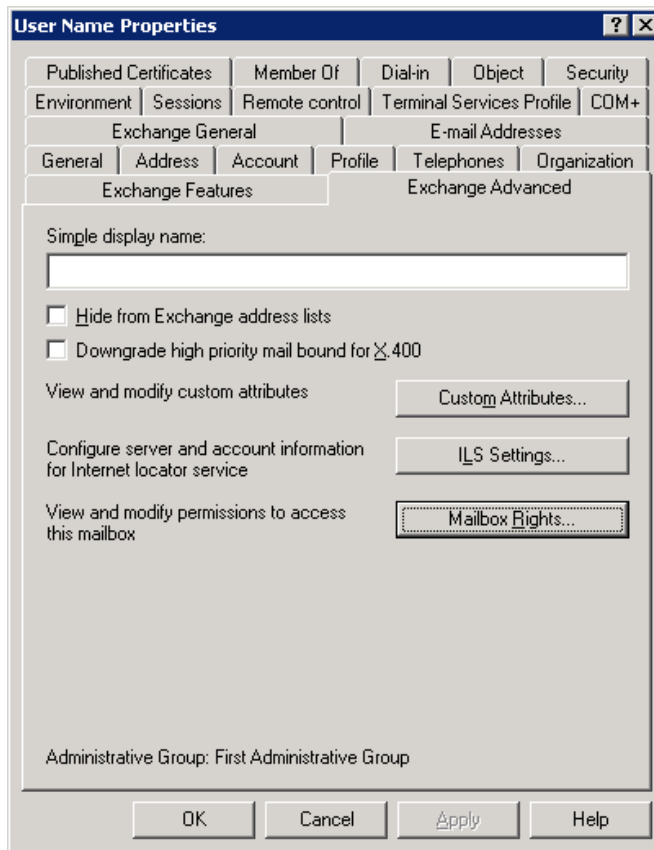 User Name Properties
Published Certificates Member Of Dial-in Object Security
Environment Sessions Remote control Terminal Services Profile COM+
Exchange General E-mail Addresses
General Address Account Profile Telephones Organization
Exchange Features Exchange Advanced
Simple display name:
Hide from Exchange address lists
Downgrade high priority mail bound for X.400
View and modify custom attributes
Custom Attributes...
Configure server and account information
for Internet locator service
ILS Settings...
View and modify permissions to access
this mailbox
Mailbox Rights...
Administrative Group: First Administrative Group
OK Cancel Apply Help